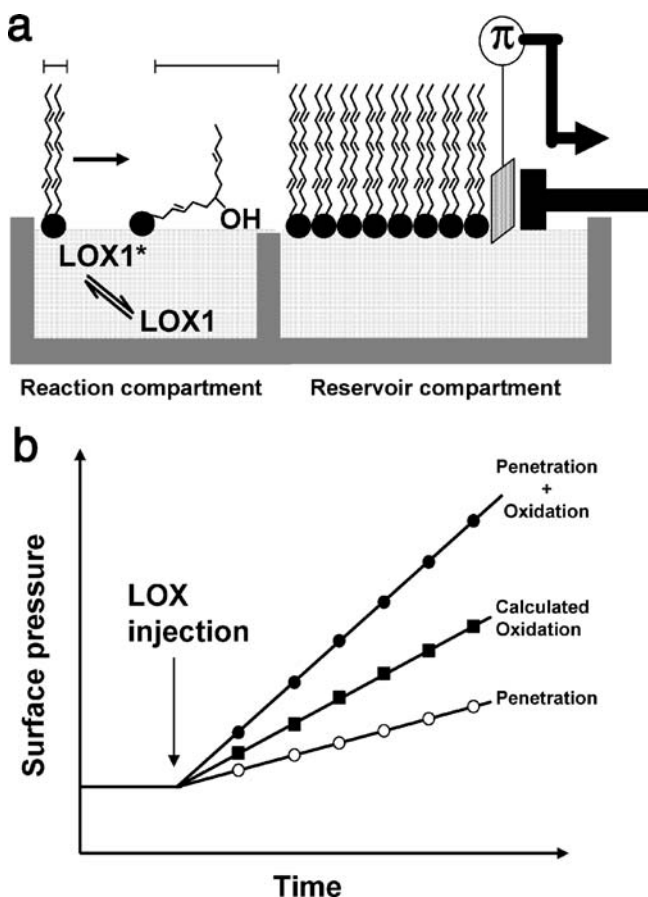 a
π
OH
LOX1*
LOX1
Reaction compartment
Reservoir compartment
b
Penetration
+
Oxidation
LOX
injection
Calculated
Oxidation
Penetration
Surface pressure
Time